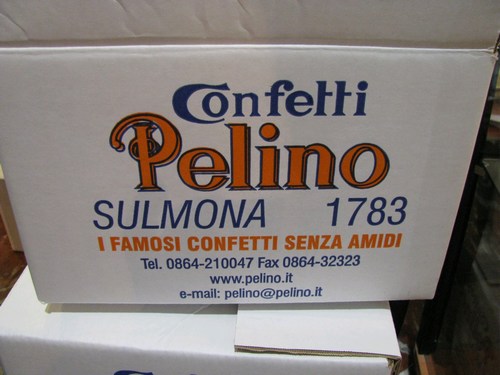 Confetti
Pelino
SULMONA 1783
I FAMOSI CONFETTI SENZA AMIDI
Tel. 0864-210047 Fax 0864-32323
www.pelino.it
e-mail: pelino@pelino.it